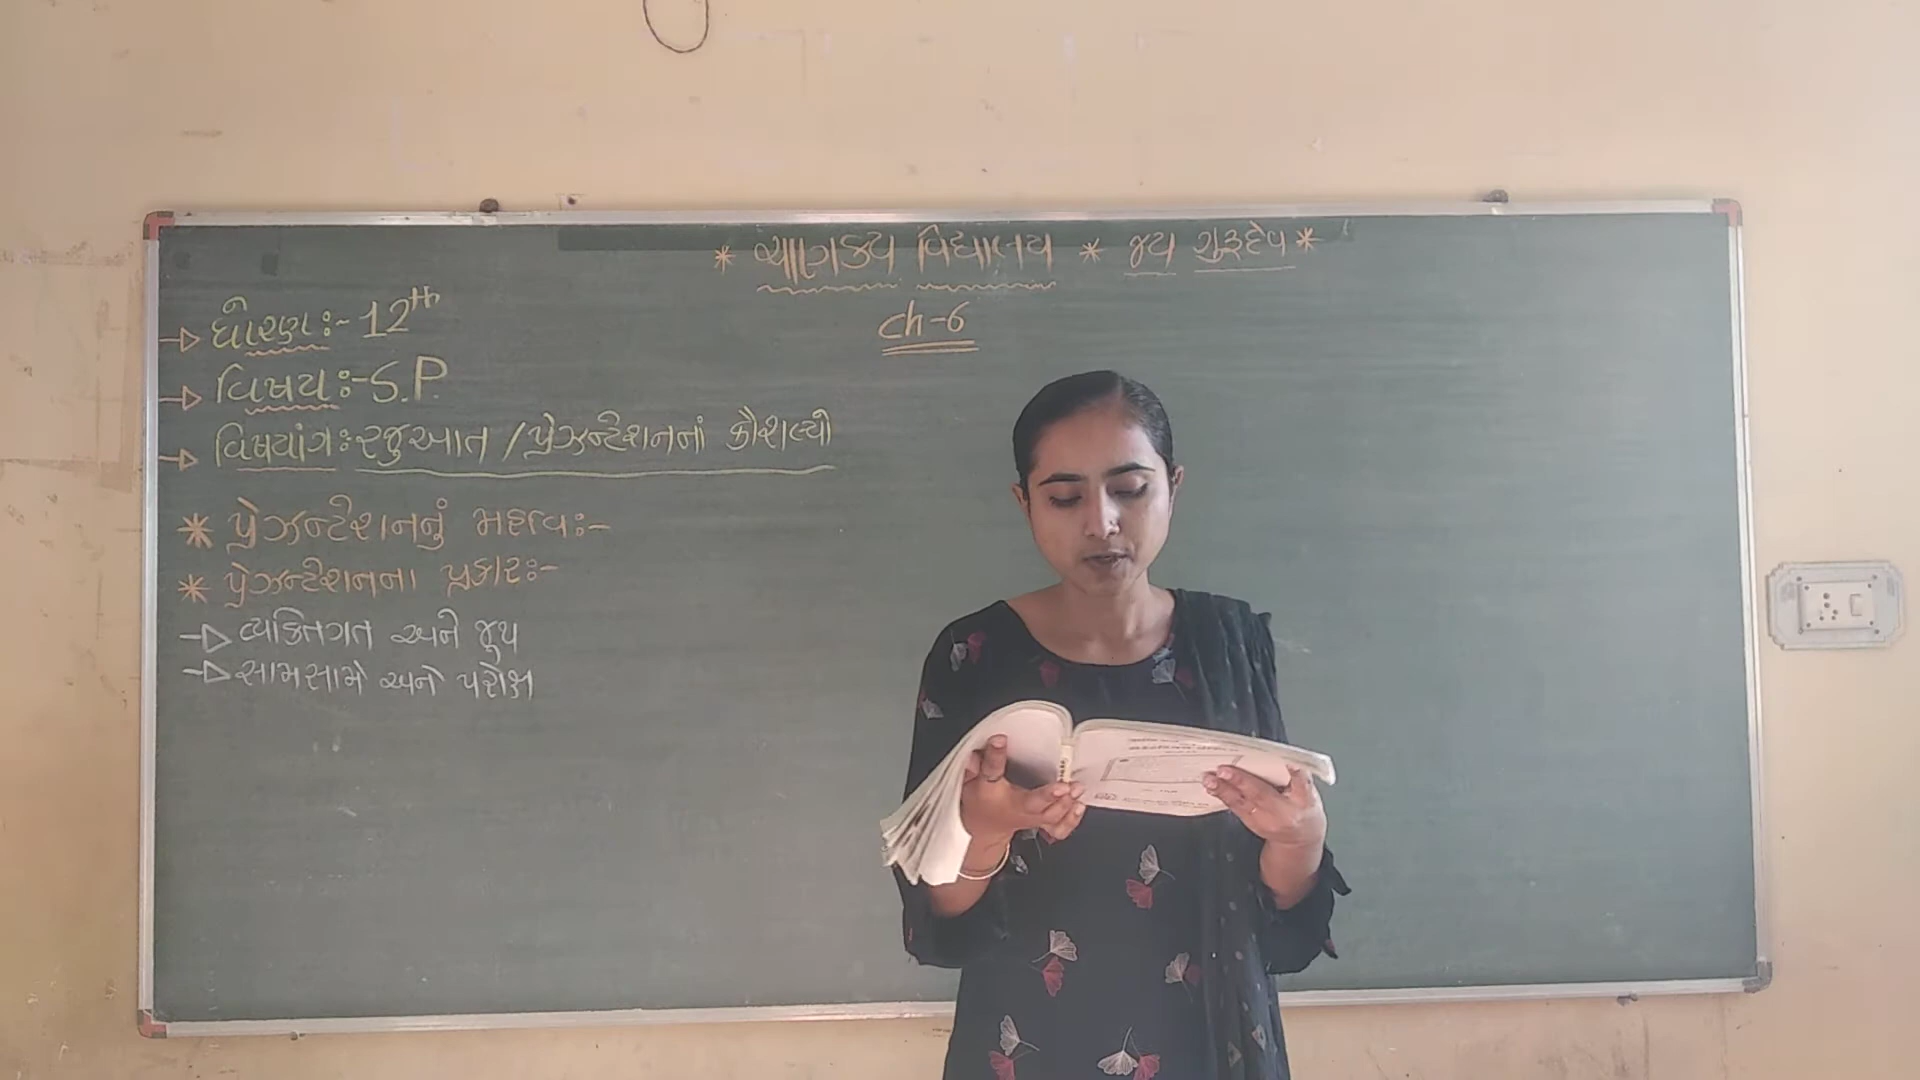 * ચાણક્ય વિદ્યાલય * જય ગુરૂદેવ *
ch-6
→ ધોરણ :- 12th
→ વિષય :- S.P.
→ વિષયાંગ : રજુઆત / પ્રેઝન્ટેશનનાં કૌશલ્યો
* પ્રેઝન્ટેશનનું મહત્વ :-
* પ્રેઝન્ટેશનના પ્રકાર :-
→ વ્યક્તિગત અને જુથ
→ સામસામે અને પરોક્ષ